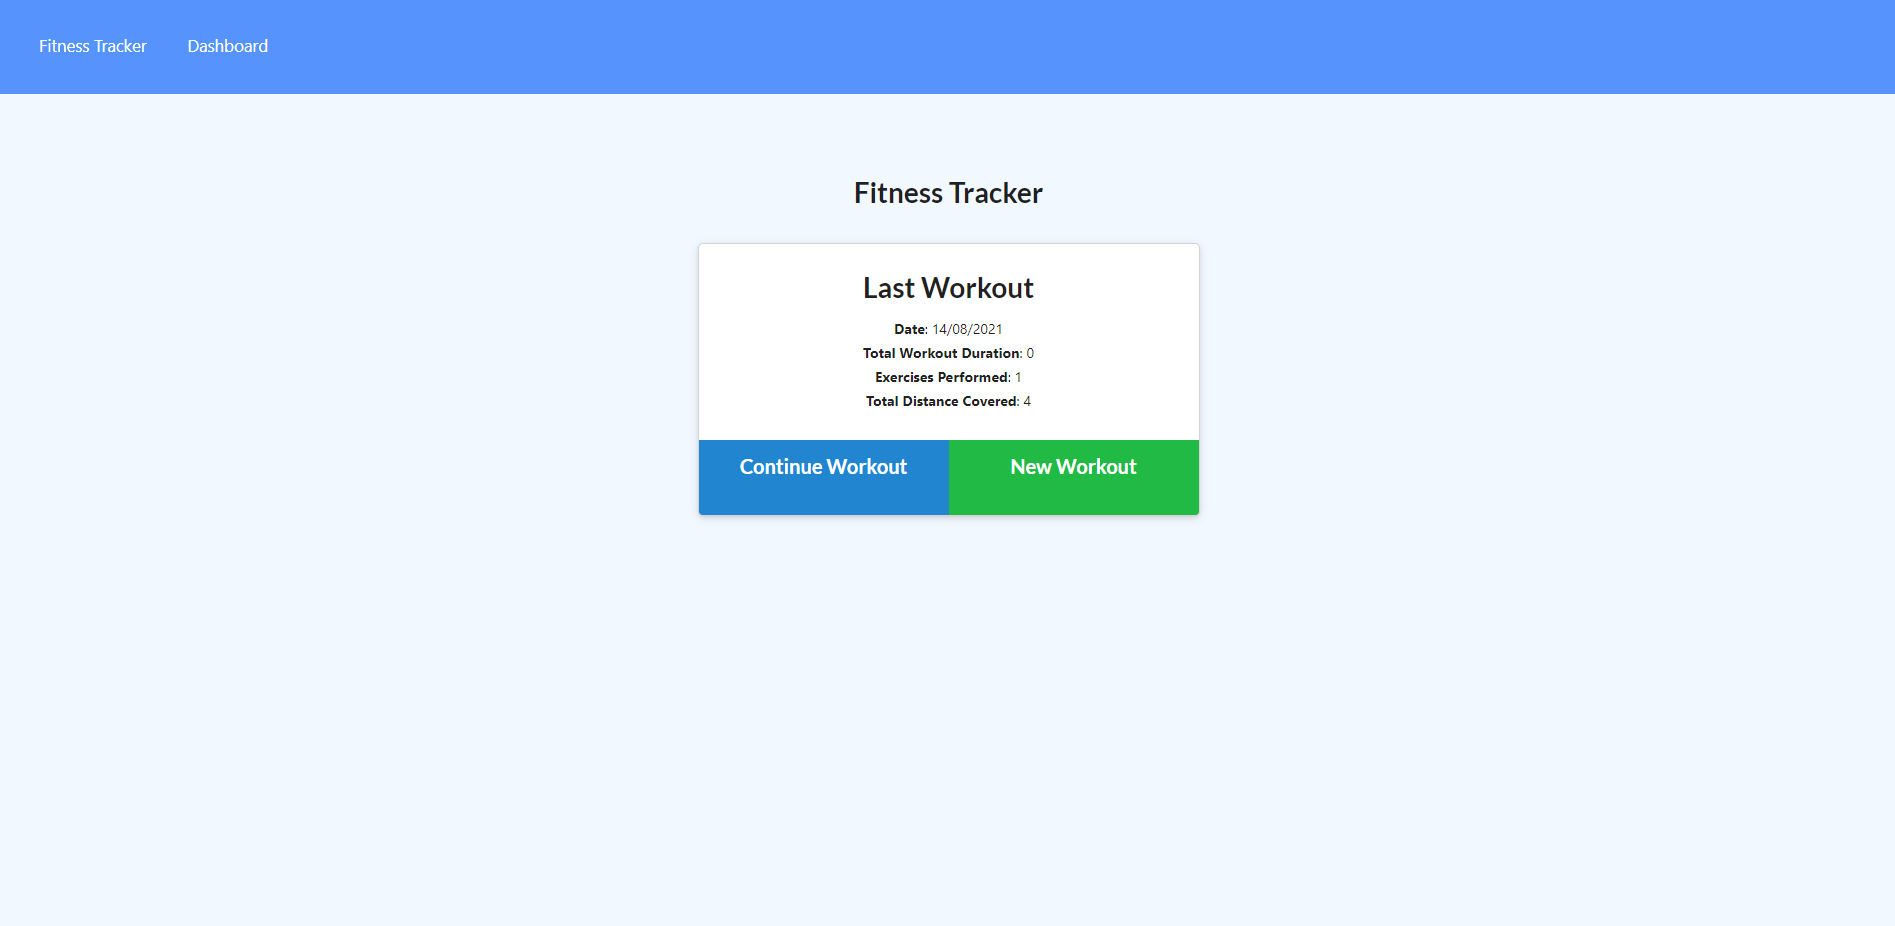 Fitness Tracker Dashboard
Fitness Tracker
Last Workout
Date: 14/08/2021
Total Workout Duration: 0
Exercises Performed: 1
Total Distance Covered: 4
Continue Workout New Workout